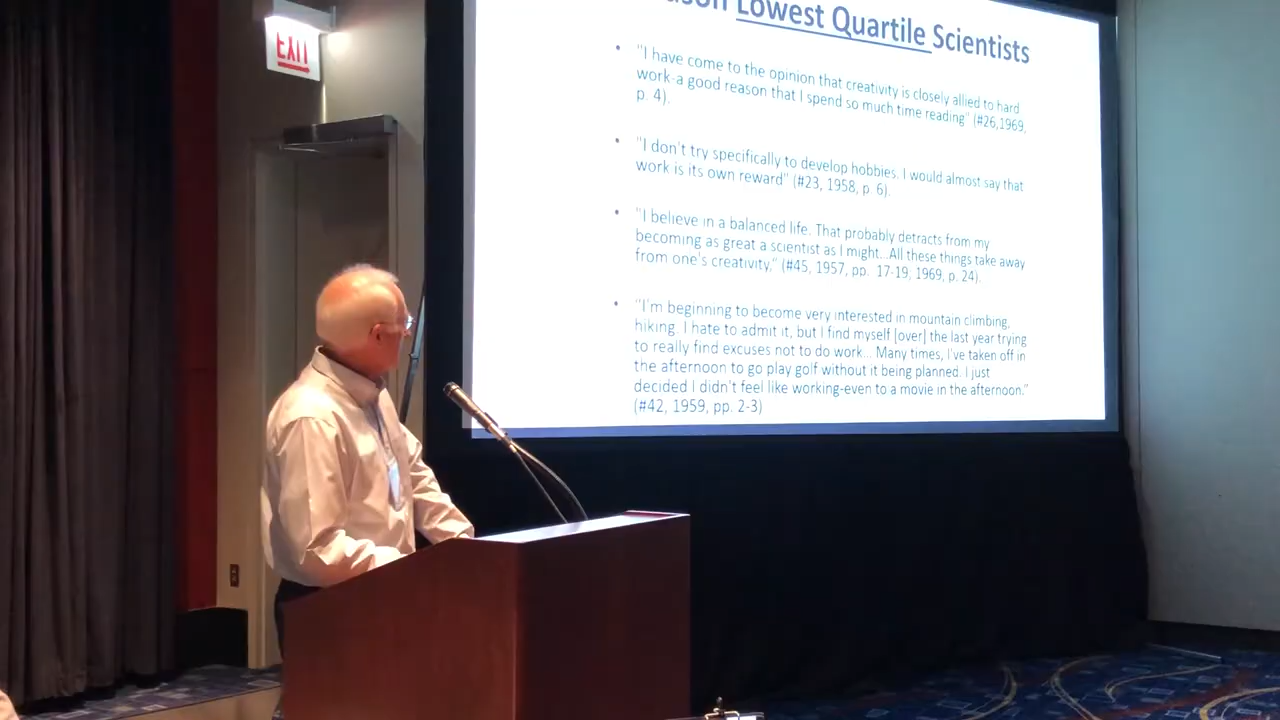 EXIT
Lowest Quartile Scientists
• "I have come to the opinion that creativity is closely allied to hard
work-a good reason that I spend so much time reading" (#26,1969,
p. 4).
• "I don't try specifically to develop hobbies. I would almost say that
work is its own reward" (#23, 1958, p. 6).
• "I believe in a balanced life. That probably detracts from my
becoming as great a scientist as I might...All these things take away
from one's creativity," (#45, 1957, pp. 17-19, 1969, p. 24).
• "I'm beginning to become very interested in mountain climbing,
hiking. I hate to admit it, but I find myself [over] the last year trying
to really find excuses not to do work... Many times, I've taken off in
the afternoon to go play golf without it being planned. I just
decided I didn't feel like working-even to a movie in the afternoon."
(#42, 1959, pp. 2-3)